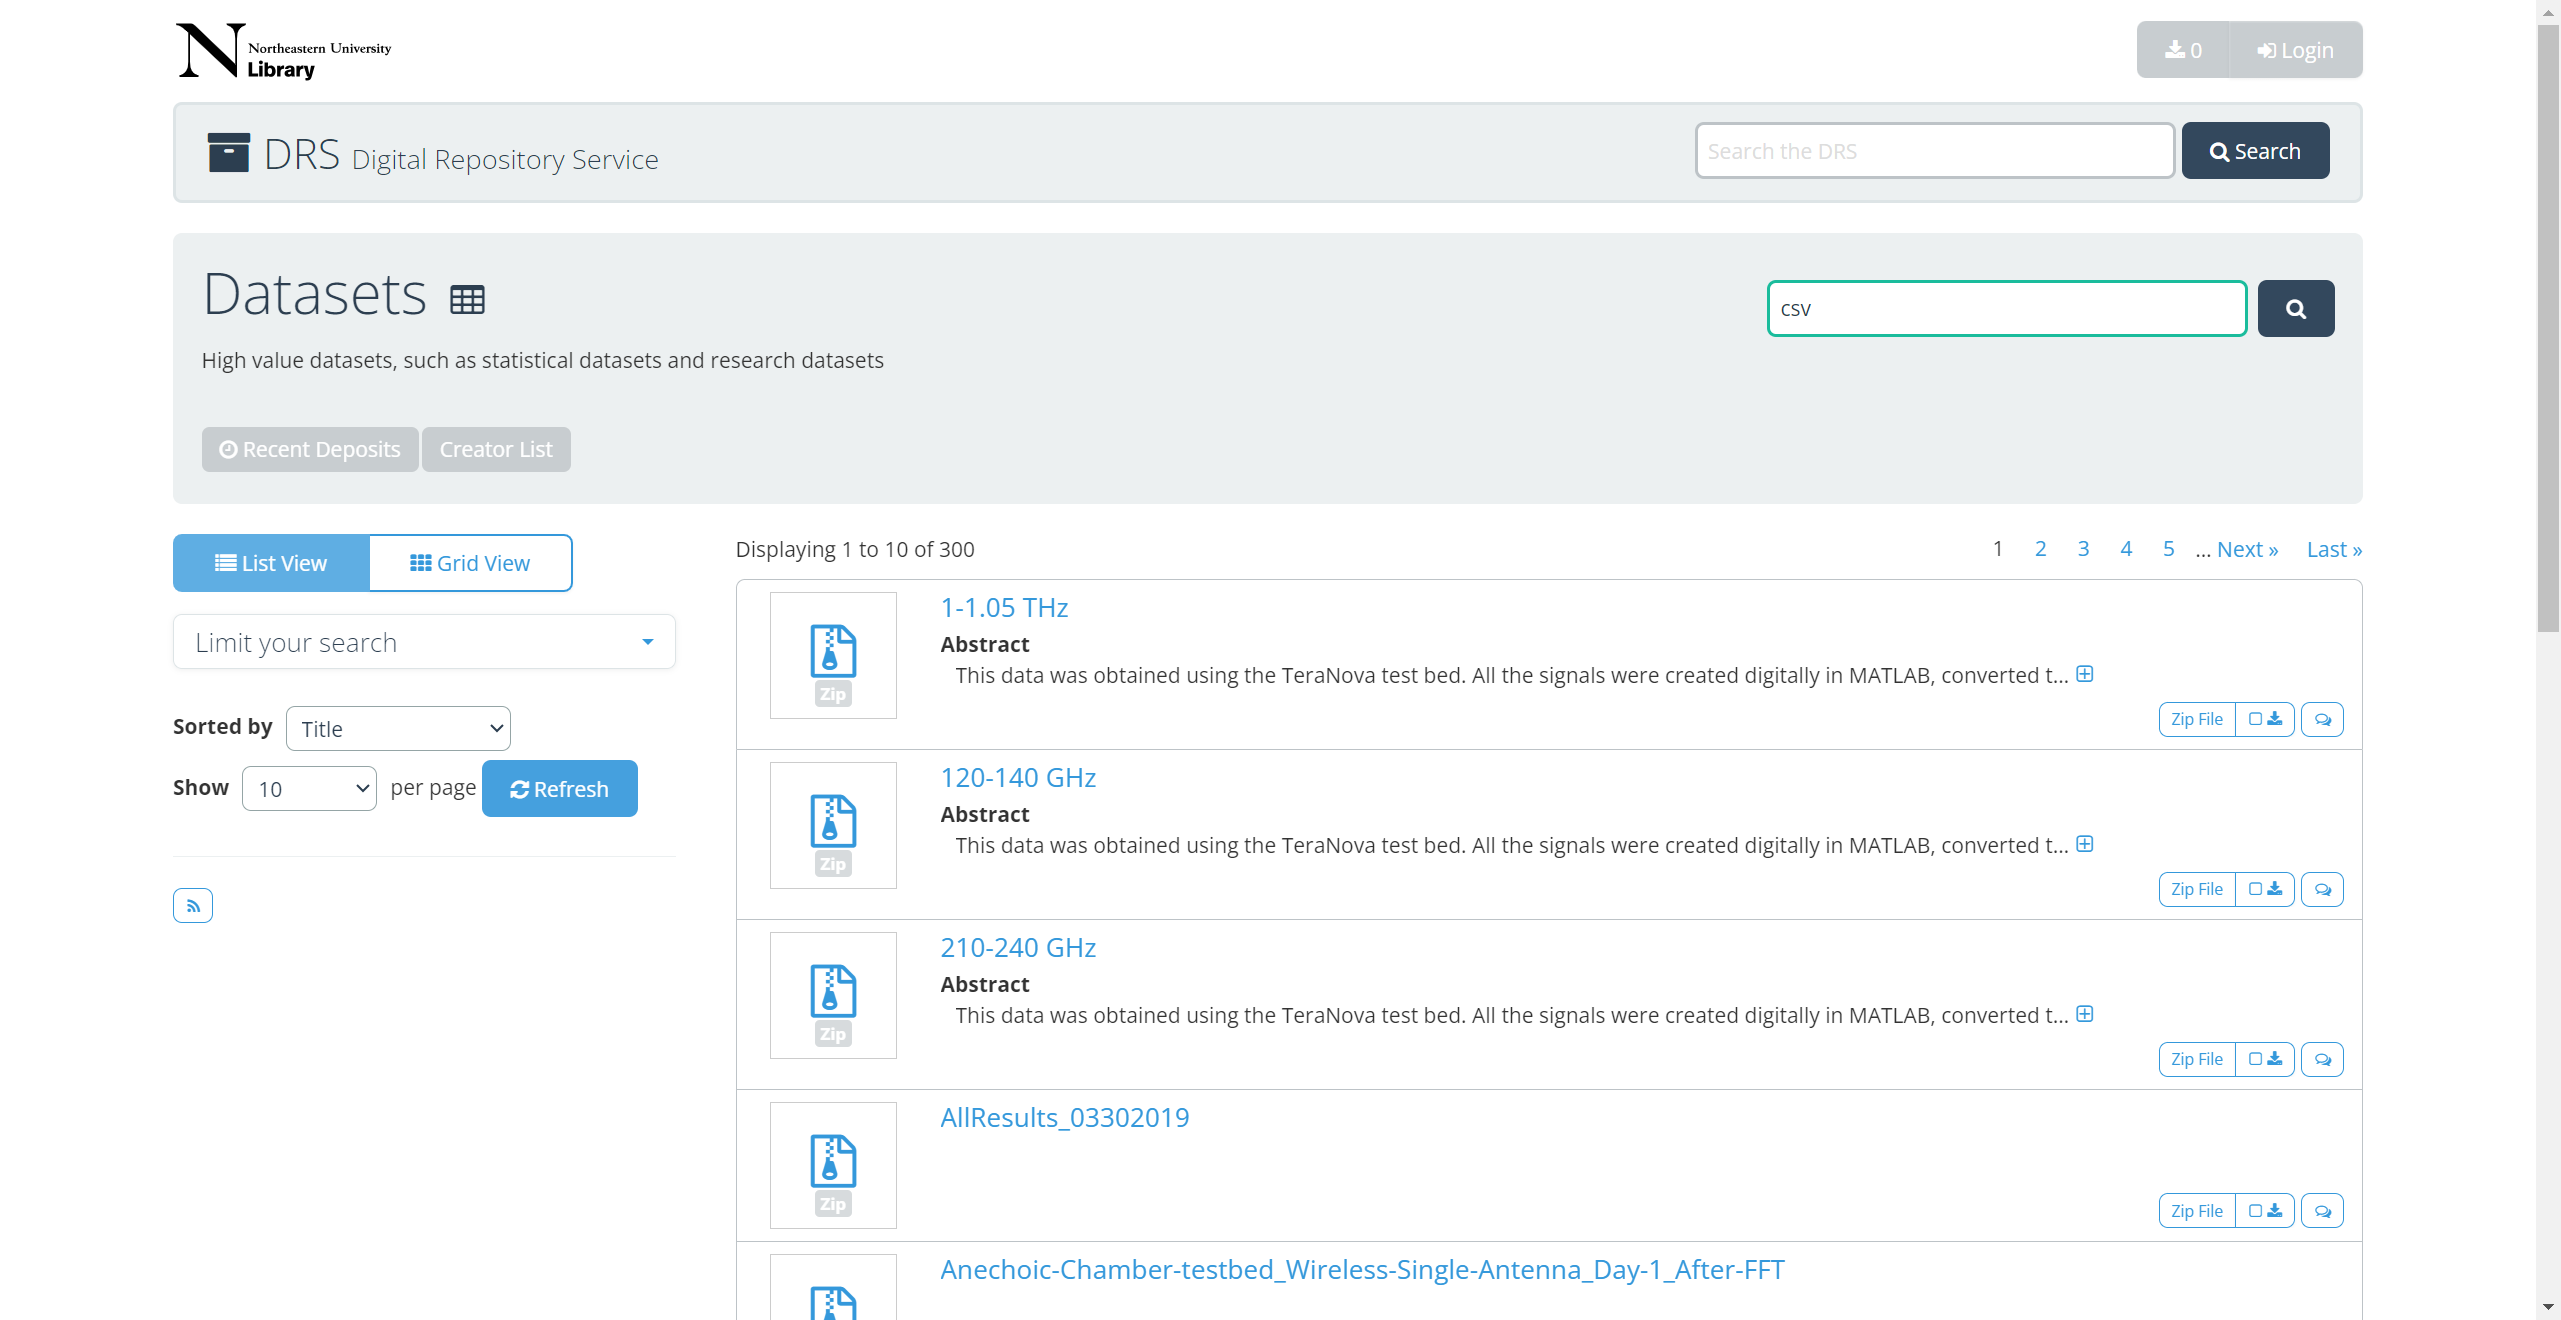 Northeastern University
Library
0
Login
DRS Digital Repository Service
Search the DRS
Search
Datasets
csv
High value datasets, such as statistical datasets and research datasets
Recent Deposits
Creator List
List View
Grid View
Displaying 1 to 10 of 300
1 2 3 4 5 ... Next » Last »
Limit your search
Sorted by Title
Show 10 per page Refresh
1-1.05 THz
Abstract
This data was obtained using the TeraNova test bed. All the signals were created digitally in MATLAB, converted t...
Zip
Zip File
120-140 GHz
Abstract
This data was obtained using the TeraNova test bed. All the signals were created digitally in MATLAB, converted t...
Zip
Zip File
210-240 GHz
Abstract
This data was obtained using the TeraNova test bed. All the signals were created digitally in MATLAB, converted t...
Zip
Zip File
AllResults_03302019
Zip
Zip File
Anechoic-Chamber-testbed_Wireless-Single-Antenna_Day-1_After-FFT